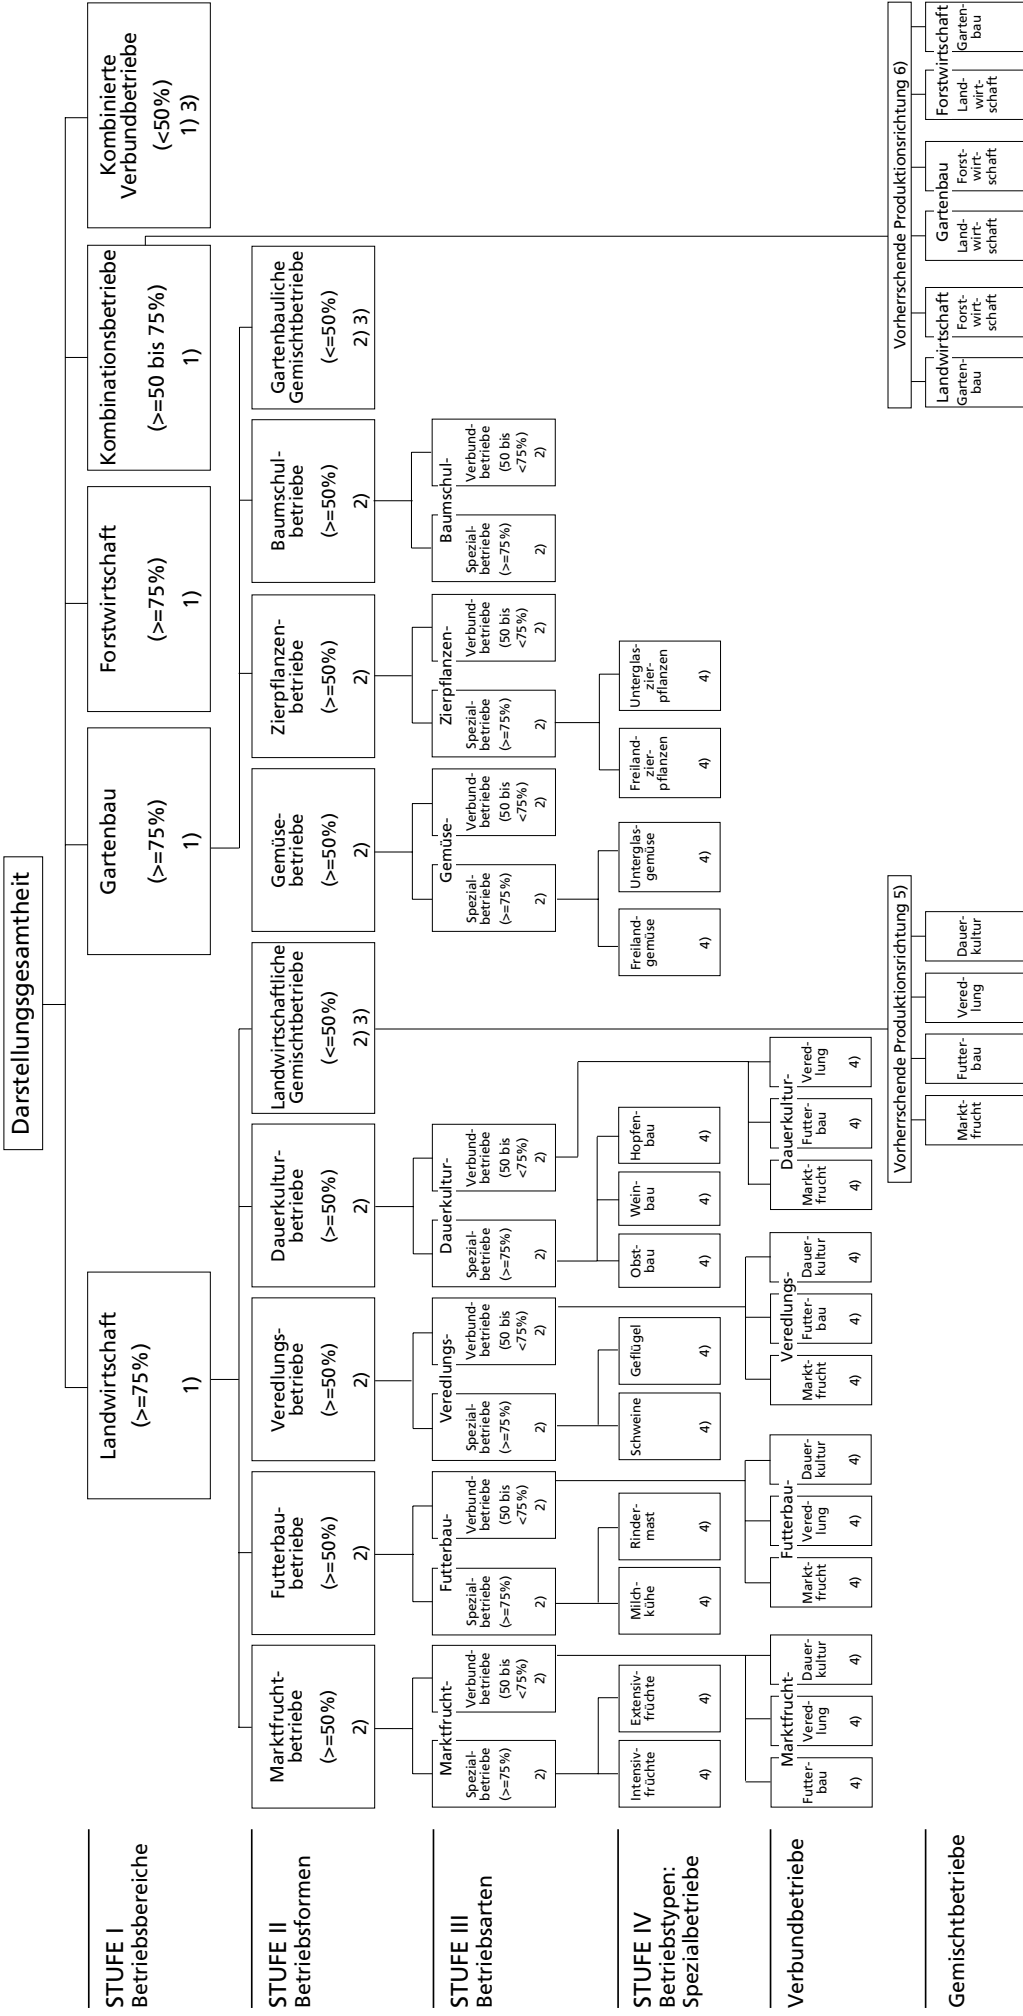 Darstellungsgesamtheit
STUFE I
Betriebsbereiche
Landwirtschaft
(>=75%)
1)
Gartenbau
(>=75%)
1)
Forstwirtschaft
(>=75%)
1)
Kombinationsbetriebe
(>=50 bis 75%)
1)
Kombinierte
Verbundbetriebe
(<50%)
1) 3)
STUFE II
Betriebsformen
Marktfrucht-
betriebe
(>=50%)
2)
Futterbau-
betriebe
(>=50%)
2)
Veredlungs-
betriebe
(>=50%)
2)
Dauerkultur-
betriebe
(>=50%)
2)
Landwirtschaftliche
Gemischtbetriebe
(<=50%)
2) 3)
Gemüse-
betriebe
(>=50%)
2)
Zierpflanzen-
betriebe
(>=50%)
2)
Baumschul-
betriebe
(>=50%)
2)
Gartenbauliche
Gemischtbetriebe
(<=50%)
2) 3)
STUFE III
Betriebsarten
Marktfrucht-
Spezial-
betriebe
(>=75%)
2)
Verbund-
betriebe
(50 bis
<75%)
2)
Futterbau-
Spezial-
betriebe
(>=75%)
2)
Verbund-
betriebe
(50 bis
<75%)
2)
Veredlungs-
Spezial-
betriebe
(>=75%)
2)
Verbund-
betriebe
(50 bis
<75%)
2)
Dauerkultur-
Spezial-
betriebe
(>=75%)
2)
Verbund-
betriebe
(50 bis
<75%)
2)
Gemüse-
Spezial-
betriebe
(>=75%)
2)
Verbund-
betriebe
(50 bis
<75%)
2)
Zierpflanzen-
Spezial-
betriebe
(>=75%)
2)
Verbund-
betriebe
(50 bis
<75%)
2)
Baumschul-
Spezial-
betriebe
(>=75%)
2)
Verbund-
betriebe
(50 bis
<75%)
2)
STUFE IV
Betriebstypen:
Spezialbetriebe
Intensiv-
früchte
4)
Extensiv-
früchte
4)
Milch-
kühe
4)
Rinder-
mast
4)
Schweine
4)
Geflügel
4)
Obst-
bau
4)
Wein-
bau
4)
Hopfen-
bau
4)
Freiland-
gemüse
4)
Unterglas-
gemüse
4)
Freiland-
zier-
pflanzen
4)
Unterglas-
zier-
pflanzen
4)
Verbundbetriebe
Marktfrucht-
Futter-
bau
4)
Vered-
lung
4)
Dauer-
kultur
4)
Futterbau-
Markt-
frucht
4)
Vered-
lung
4)
Dauer-
kultur
4)
Veredlungs-
Markt-
frucht
4)
Futter-
bau
4)
Dauer-
kultur
4)
Dauerkultur-
Markt-
frucht
4)
Futter-
bau
4)
Vered-
lung
4)
Gemischtbetriebe
Vorherrschende Produktionsrichtung 5)
Markt-
frucht
Futter-
bau
Vered-
lung
Dauer-
kultur
Vorherrschende Produktionsrichtung 6)
Landwirtschaft
Garten-
bau
Forst-
wirt-
schaft
Gartenbau
Land-
wirt-
schaft
Forst-
wirt-
schaft
Forstwirtschaft
Land-
wirt-
schaft
Garten-
bau